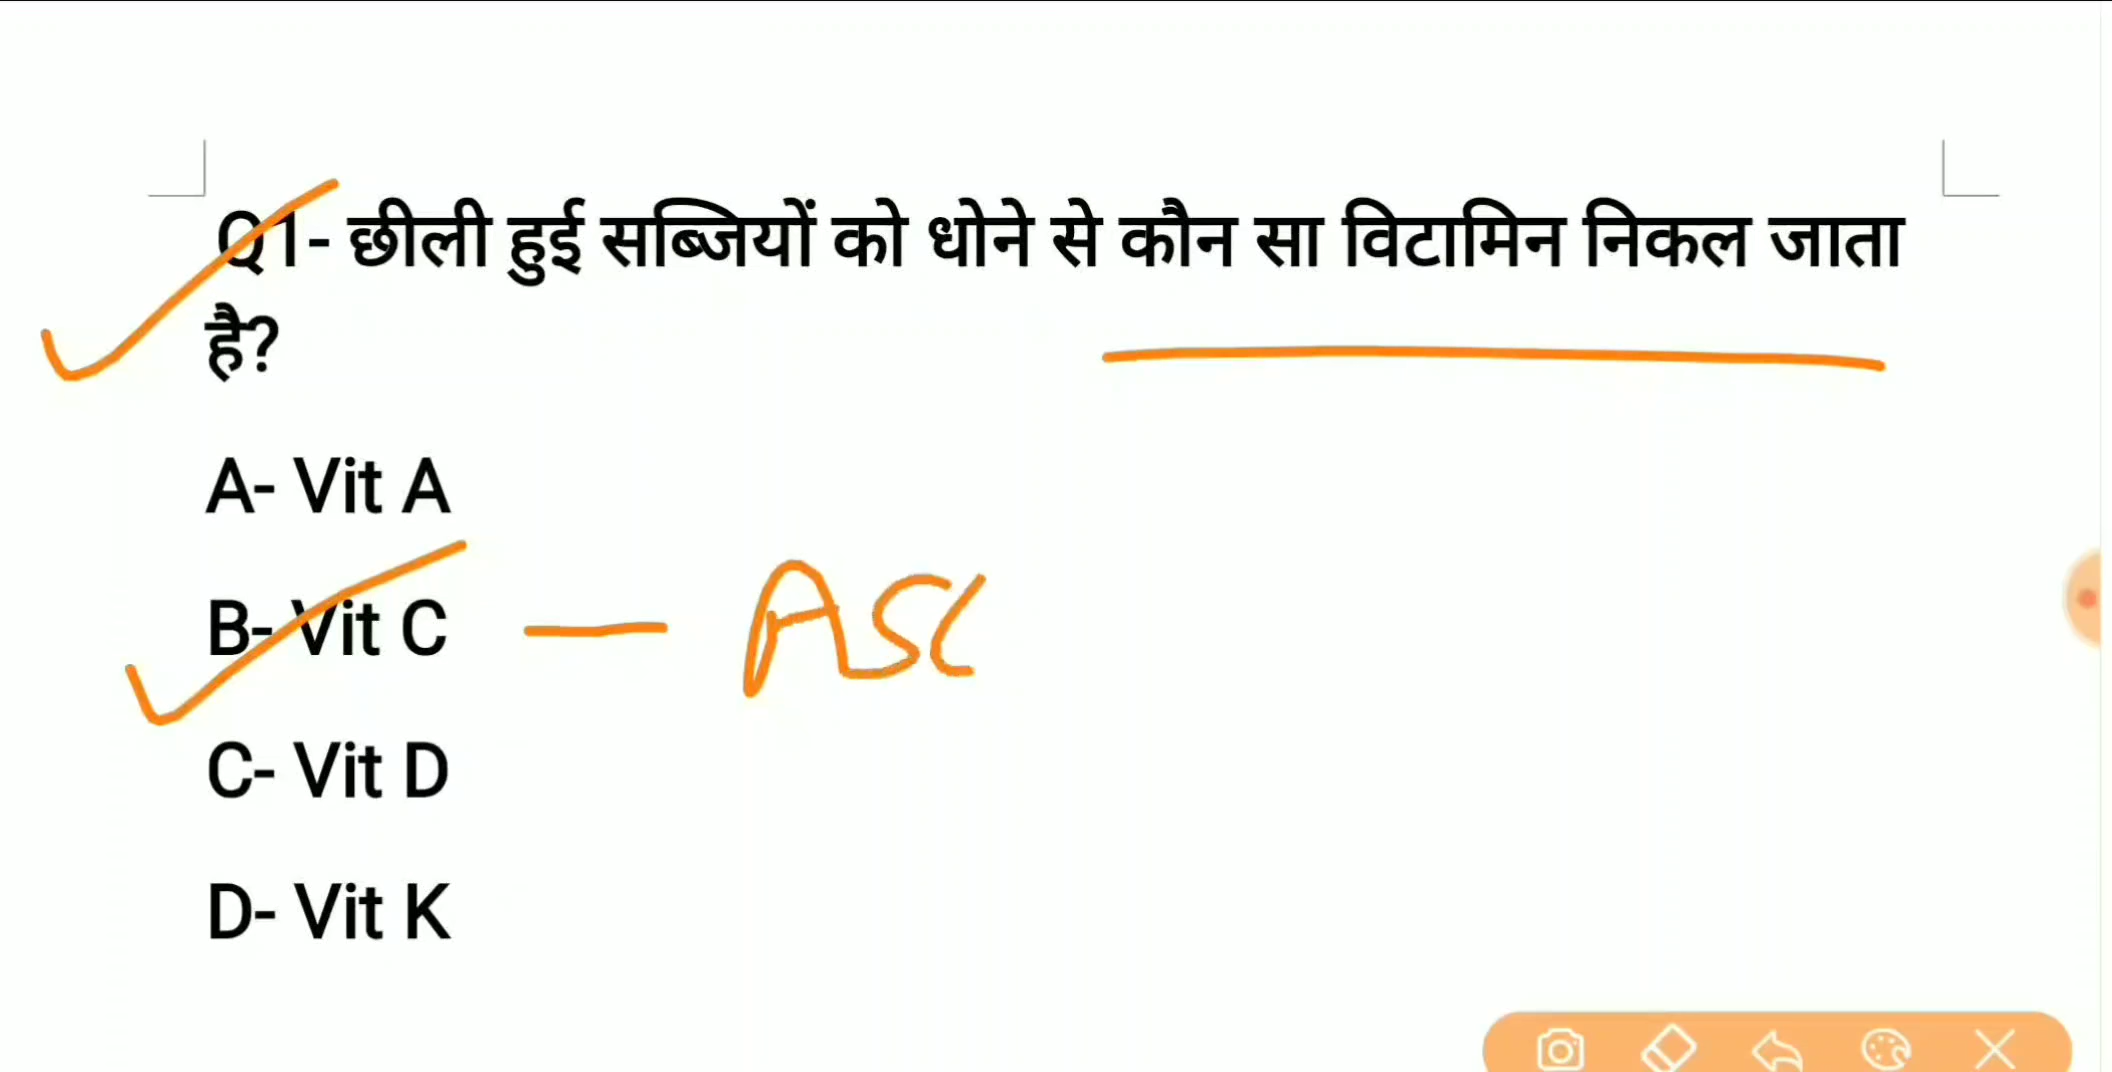 Q1- छीली हुई सब्जियों को धोने से कौन सा विटामिन निकल जाता
है?
A- Vit A
B- Vit C — ASC
C- Vit D
D- Vit K